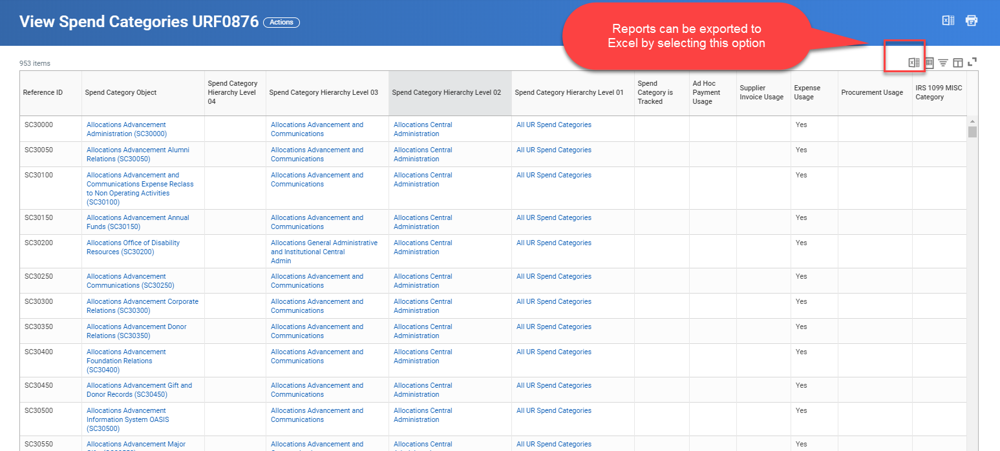 View Spend Categories URF0876 Actions
Reports can be exported to
Excel by selecting this option
953 items
Reference ID
Spend Category Object
Spend Category
Hierarchy Level
04
Spend Category Hierarchy Level 03
Spend Category Hierarchy Level 02
Spend Category Hierarchy Level 01
Spend
Category is
Tracked
Ad Hoc
Payment
Usage
Supplier
Invoice Usage
Expense
Usage
Procurement Usage
IRS 1099 MISC
Category
SC30000
Allocations Advancement
Administration (SC30000)
Allocations Advancement and
Communications
Allocations Central
Administration
All UR Spend Categories
Yes
SC30050
Allocations Advancement Alumni
Relations (SC30050)
Allocations Advancement and
Communications
Allocations Central
Administration
All UR Spend Categories
Yes
SC30100
Allocations Advancement and
Communications Expense Reclass
to Non Operating Activities
(SC30100)
Allocations Advancement and
Communications
Allocations Central
Administration
All UR Spend Categories
Yes
SC30150
Allocations Advancement Annual
Funds (SC30150)
Allocations Advancement and
Communications
Allocations Central
Administration
All UR Spend Categories
Yes
SC30200
Allocations Office of Disability
Resources (SC30200)
Allocations General Administrative
and Institutional Central
Admin
Allocations Central
Administration
All UR Spend Categories
Yes
SC30250
Allocations Advancement
Communications (SC30250)
Allocations Advancement and
Communications
Allocations Central
Administration
All UR Spend Categories
Yes
SC30300
Allocations Advancement Corporate
Relations (SC30300)
Allocations Advancement and
Communications
Allocations Central
Administration
All UR Spend Categories
Yes
SC30350
Allocations Advancement Donor
Relations (SC30350)
Allocations Advancement and
Communications
Allocations Central
Administration
All UR Spend Categories
Yes
SC30400
Allocations Advancement
Foundation Relations
(SC30400)
Allocations Advancement and
Communications
Allocations Central
Administration
All UR Spend Categories
Yes
SC30450
Allocations Advancement Gift and
Donor Records (SC30450)
Allocations Advancement and
Communications
Allocations Central
Administration
All UR Spend Categories
Yes
SC30500
Allocations Advancement
Information System OASIS
(SC30500)
Allocations Advancement and
Communications
Allocations Central
Administration
All UR Spend Categories
Yes
SC30550
Allocations Advancement Major
Allocations Advancement and
Allocations Central
All UR Spend Categories
Yes